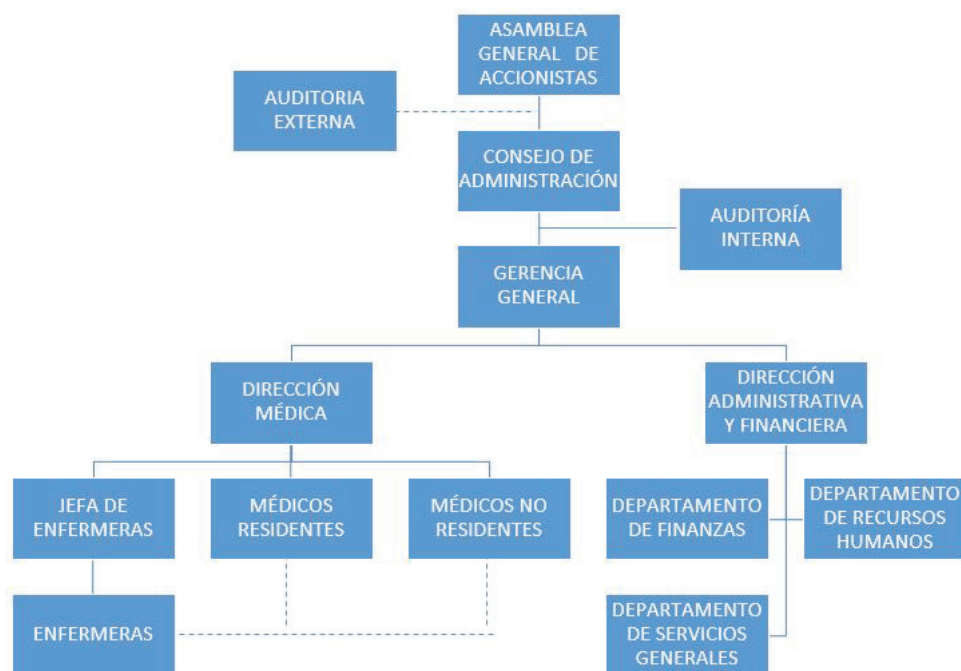 ASAMBLEA
GENERAL DE
ACCIONISTAS
AUDITORIA
EXTERNA
CONSEJO DE
ADMINISTRACIÓN
AUDITORÍA
INTERNA
GERENCIA
GENERAL
DIRECCIÓN
MÉDICA
DIRECCIÓN
ADMINISTRATIVA
Y FINANCIERA
JEFA DE
ENFERMERAS
MÉDICOS
RESIDENTES
MÉDICOS NO
RESIDENTES
DEPARTAMENTO
DE FINANZAS
DEPARTAMENTO
DE RECURSOS
HUMANOS
ENFERMERAS
DEPARTAMENTO
DE SERVICIOS
GENERALES